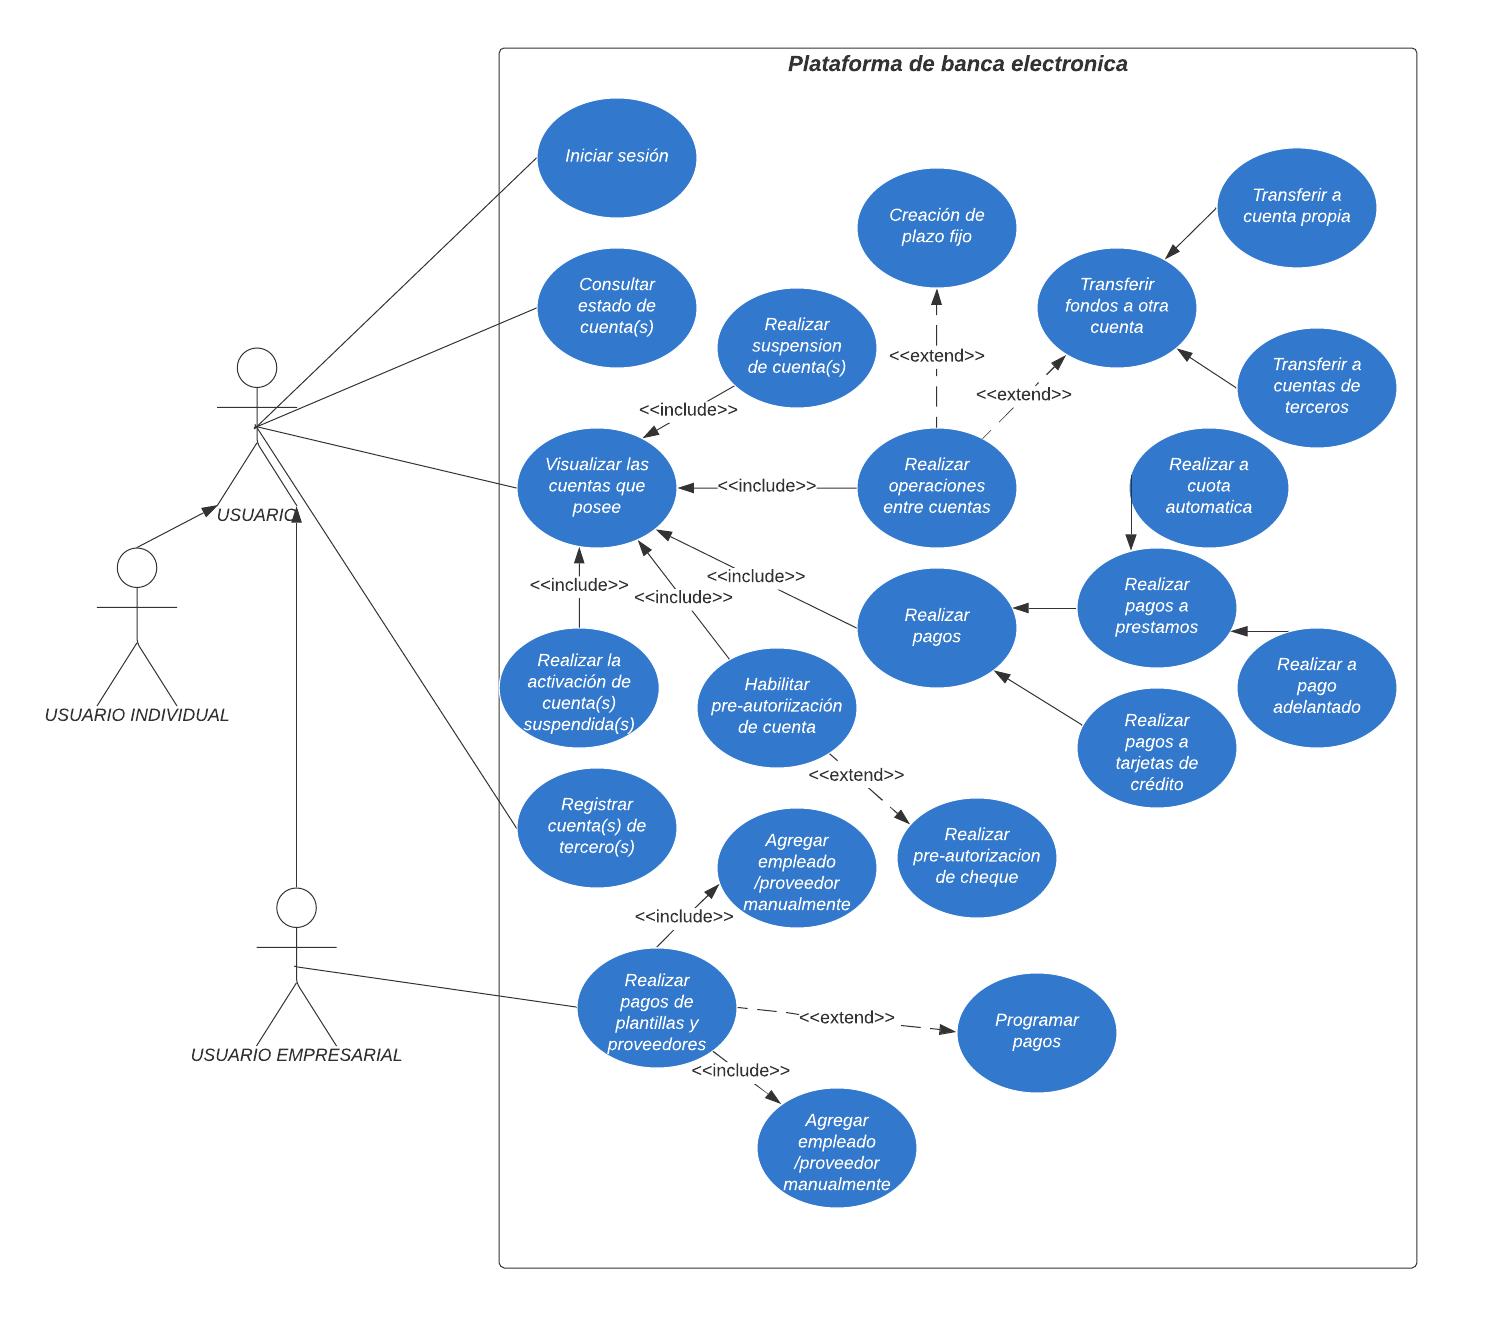 Plataforma de banca electronica
Iniciar sesión
Consultar
estado de
cuenta(s)
Realizar
suspension
de cuenta(s)
Creación de
plazo fijo
Transferir a
cuenta propia
Transferir
fondos a otra
cuenta
Transferir a
cuentas de
terceros
<<extend>>
<<extend>>
<<include>>
Visualizar las
cuentas que
posee
<<include>>
Realizar
operaciones
entre cuentas
Realizar a
cuota
automatica
USUARIO
<<include>>
<<include>>
<<include>>
Realizar
pagos
Realizar
pagos a
prestamos
Realizar a
pago
adelantado
Realizar la
activación de
cuenta(s)
suspendida(s)
Habilitar
pre-autoriización
de cuenta
Realizar
pagos a
tarjetas de
crédito
USUARIO INDIVIDUAL
<<extend>>
Registrar
cuenta(s) de
tercero(s)
Agregar
empleado
/proveedor
manualmente
Realizar
pre-autorizacion
de cheque
<<include>>
Realizar
pagos de
plantillas y
proveedores
<<extend>>
Programar
pagos
USUARIO EMPRESARIAL
<<include>>
Agregar
empleado
/proveedor
manualmente